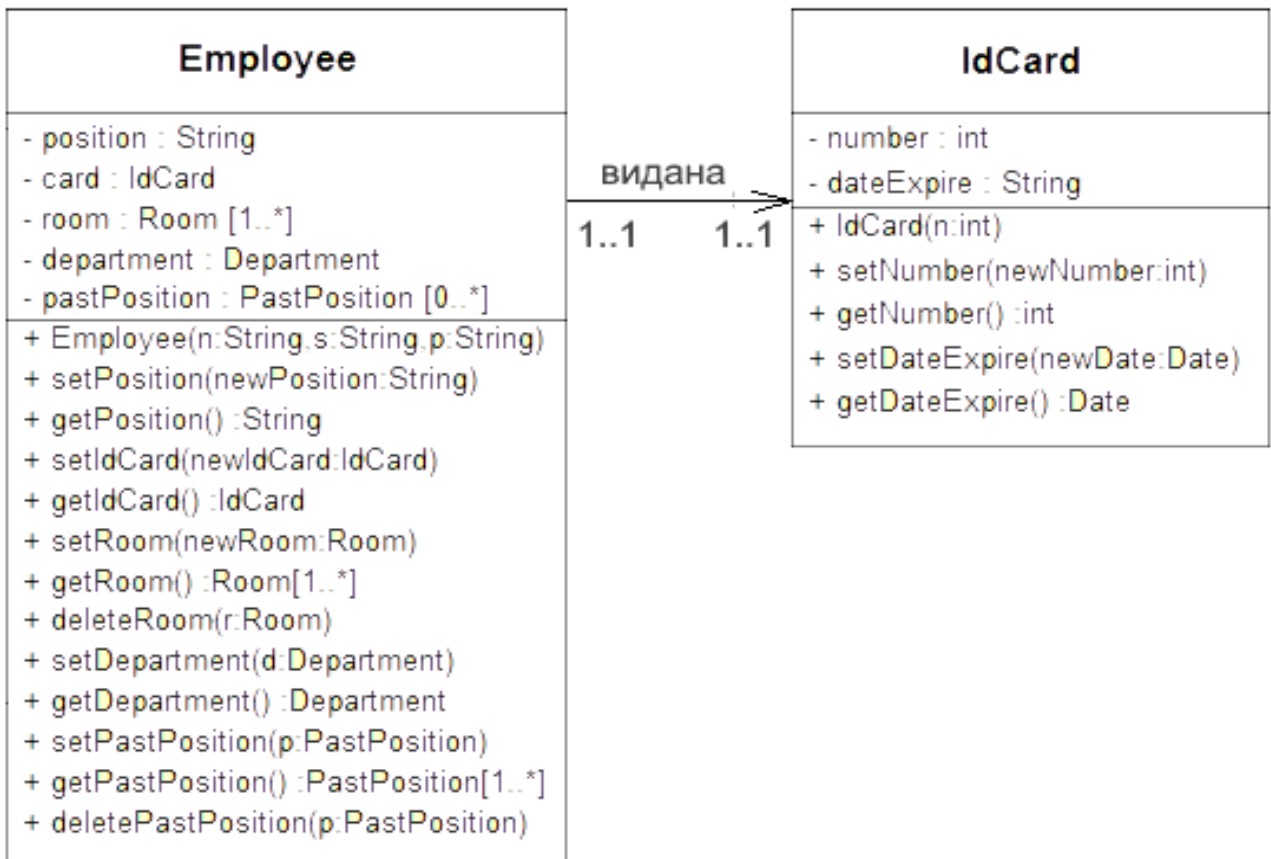 Employee
- position : String
- card : IdCard
- room : Room [1..*]
- department : Department
- pastPosition : PastPosition [0..*]
+ Employee(n:String,s:String,p:String)
+ setPosition(newPosition:String)
+ getPosition() :String
+ setIdCard(newIdCard:IdCard)
+ getIdCard() :IdCard
+ setRoom(newRoom:Room)
+ getRoom() :Room[1..*]
+ deleteRoom(r:Room)
+ setDepartment(d:Department)
+ getDepartment() :Department
+ setPastPosition(p:PastPosition)
+ getPastPosition() :PastPosition[1..*]
+ deletePastPosition(p:PastPosition)
видана
1..1 1..1
IdCard
- number : int
- dateExpire : String
+ IdCard(n:int)
+ setNumber(newNumber:int)
+ getNumber() :int
+ setDateExpire(newDate:Date)
+ getDateExpire() :Date